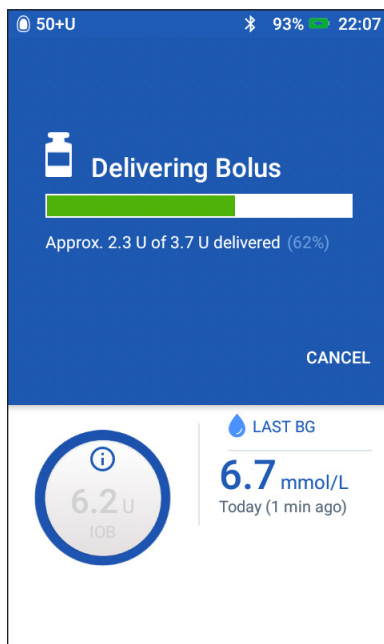 50+U 93% 22:07
Delivering Bolus
Approx. 2.3 U of 3.7 U delivered (62%)
CANCEL
LAST BG
6.7 mmol/L
Today (1 min ago)
i
6.2 U
IOB